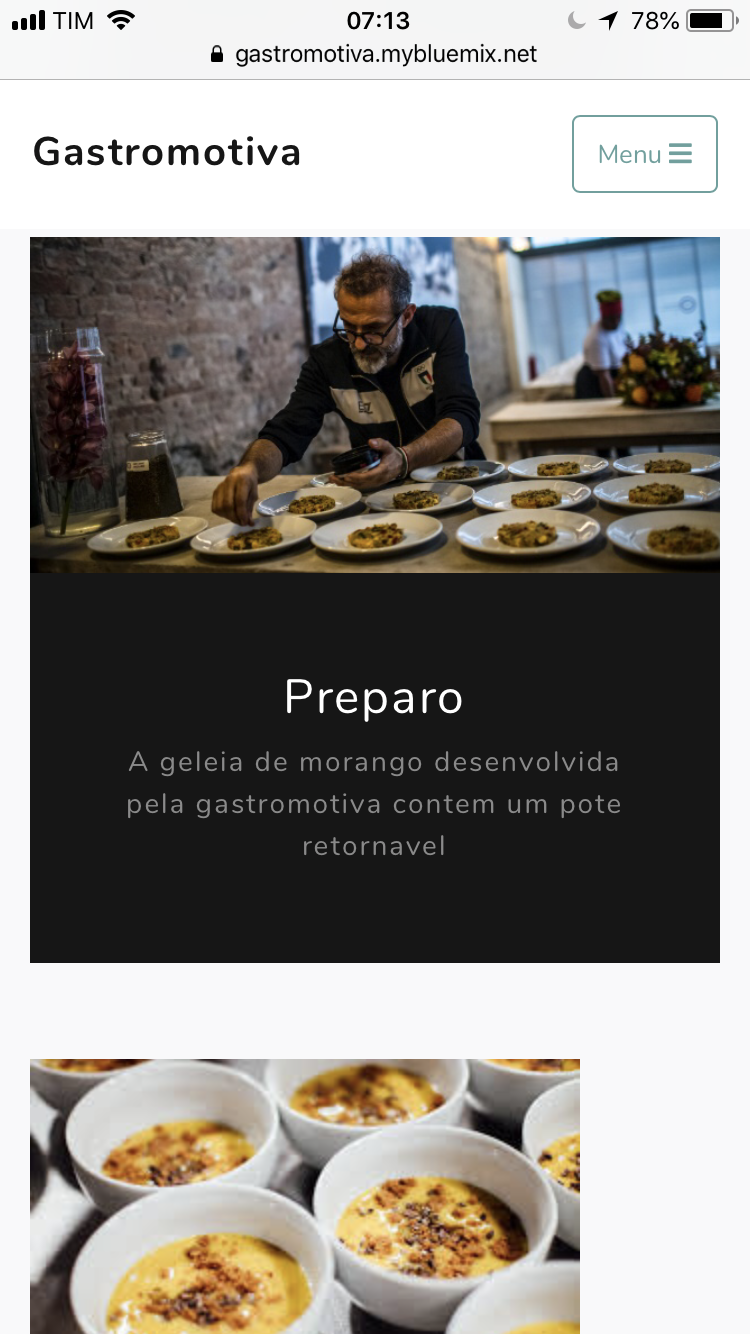 TIM 07:13 78%
gastromotiva.mybluemix.net
Gastromotiva
Menu
Preparo
A geleia de morango desenvolvida
pela gastromotiva contem um pote
retornavel